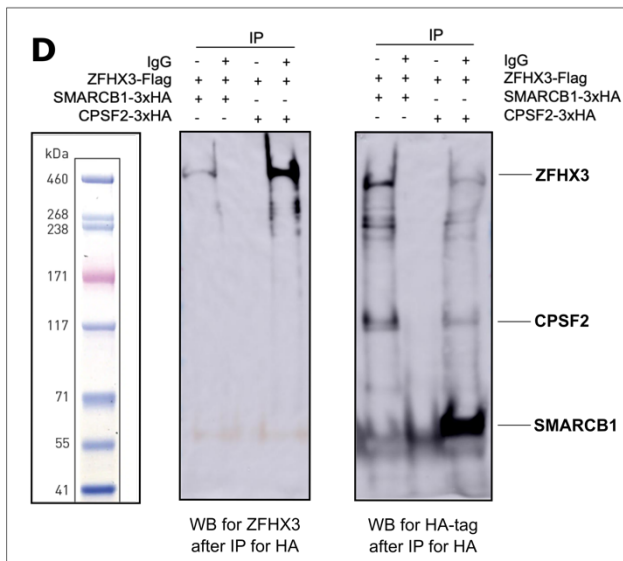 D
IP
IgG - + - +
ZFHX3-Flag + + + +
SMARCB1-3xHA + + - -
CPSF2-3xHA - - + +
IP
- + - + IgG
+ + + + ZFHX3-Flag
+ + - - SMARCB1-3xHA
- - + + CPSF2-3xHA
kDa
460
268
238
171
117
71
55
41
ZFHX3
CPSF2
SMARCB1
WB for ZFHX3
after IP for HA
WB for HA-tag
after IP for HA